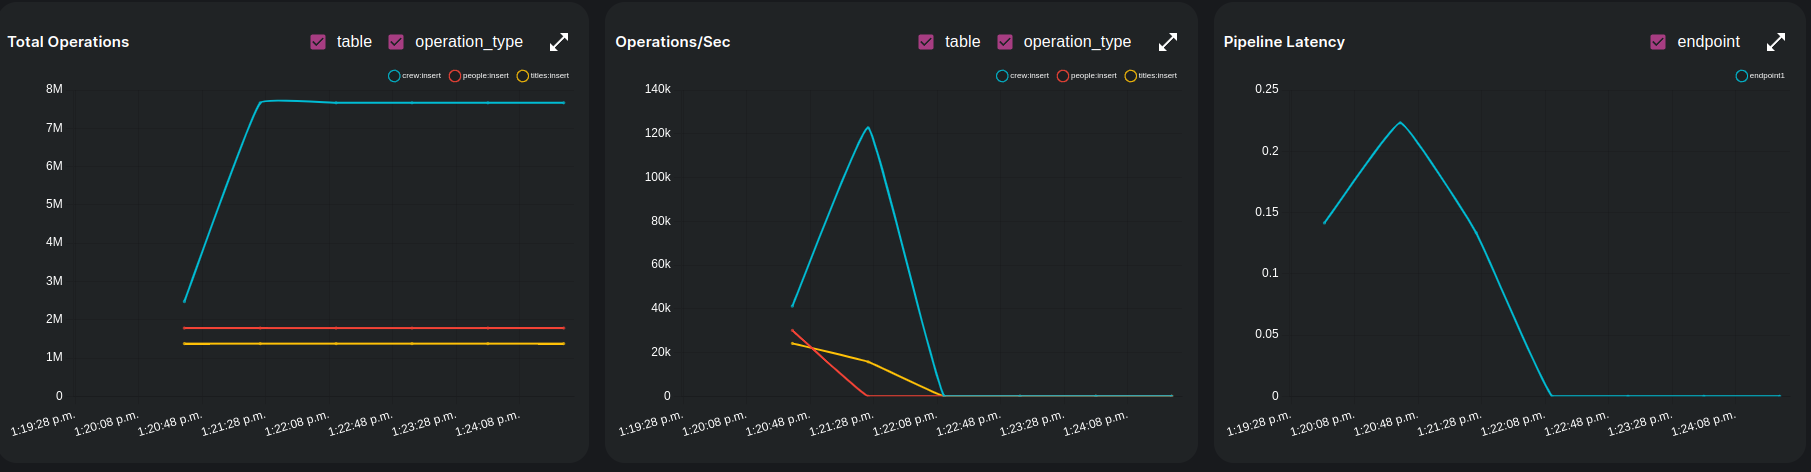 Total Operations
table
operation_type
crew:insert
people:insert
titles:insert
8M
7M
6M
5M
4M
3M
2M
1M
0
1:19:28 p.m.
1:20:08 p.m.
1:20:48 p.m.
1:21:28 p.m.
1:22:08 p.m.
1:22:48 p.m.
1:23:28 p.m.
1:24:08 p.m.
Operations/Sec
table
operation_type
crew:insert
people:insert
titles:insert
140k
120k
100k
80k
60k
40k
20k
0
1:19:28 p.m.
1:20:08 p.m.
1:20:48 p.m.
1:21:28 p.m.
1:22:08 p.m.
1:22:48 p.m.
1:23:28 p.m.
1:24:08 p.m.
Pipeline Latency
endpoint
endpoint1
0.25
0.2
0.15
0.1
0.05
0
1:19:28 p.m.
1:20:08 p.m.
1:20:48 p.m.
1:21:28 p.m.
1:22:08 p.m.
1:22:48 p.m.
1:23:28 p.m.
1:24:08 p.m.